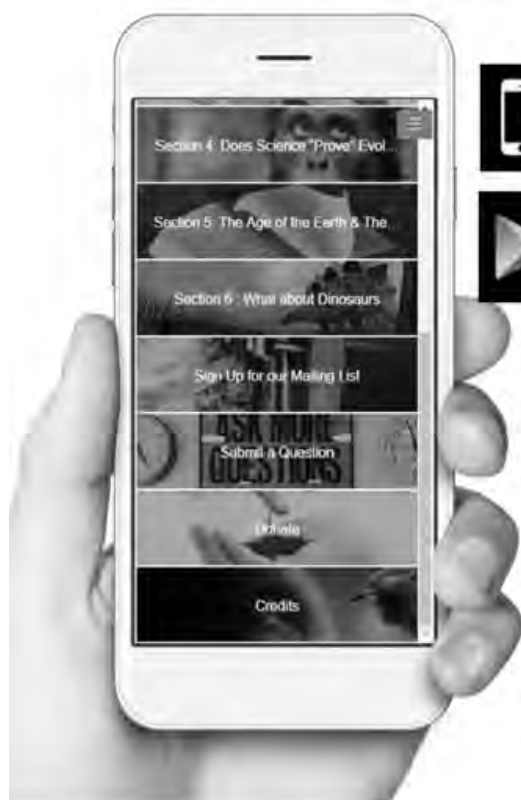 Section 4: Does Science "Prove" Evol...
Section 5: The Age of the Earth & The...
Section 6 : What about Dinosaurs
Sign Up for our Mailing List
ASK MORE
Submit a Question
QUESTIONS
Donate
Credits